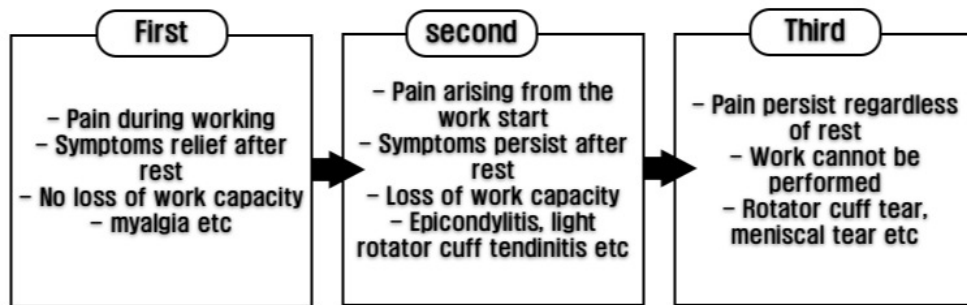 First
– Pain during working
– Symptoms relief after
rest
– No loss of work capacity
– myalgia etc
second
– Pain arising from the
work start
– Symptoms persist after
rest
– Loss of work capacity
– Epicondylitis, light
rotator cuff tendinitis etc
Third
– Pain persist regardless
of rest
– Work cannot be
performed
– Rotator cuff tear,
meniscal tear etc